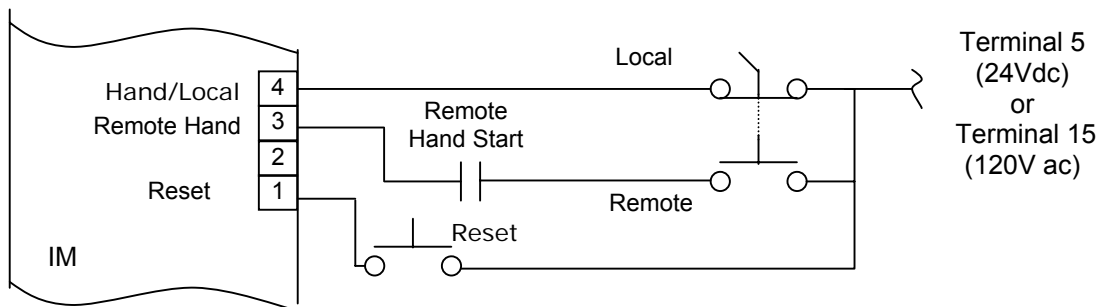 Hand/Local
4
Remote Hand
3
2
Reset
1
IM
Local
Remote
Hand Start
Remote
Reset
Terminal 5
(24Vdc)
or
Terminal 15
(120V ac)